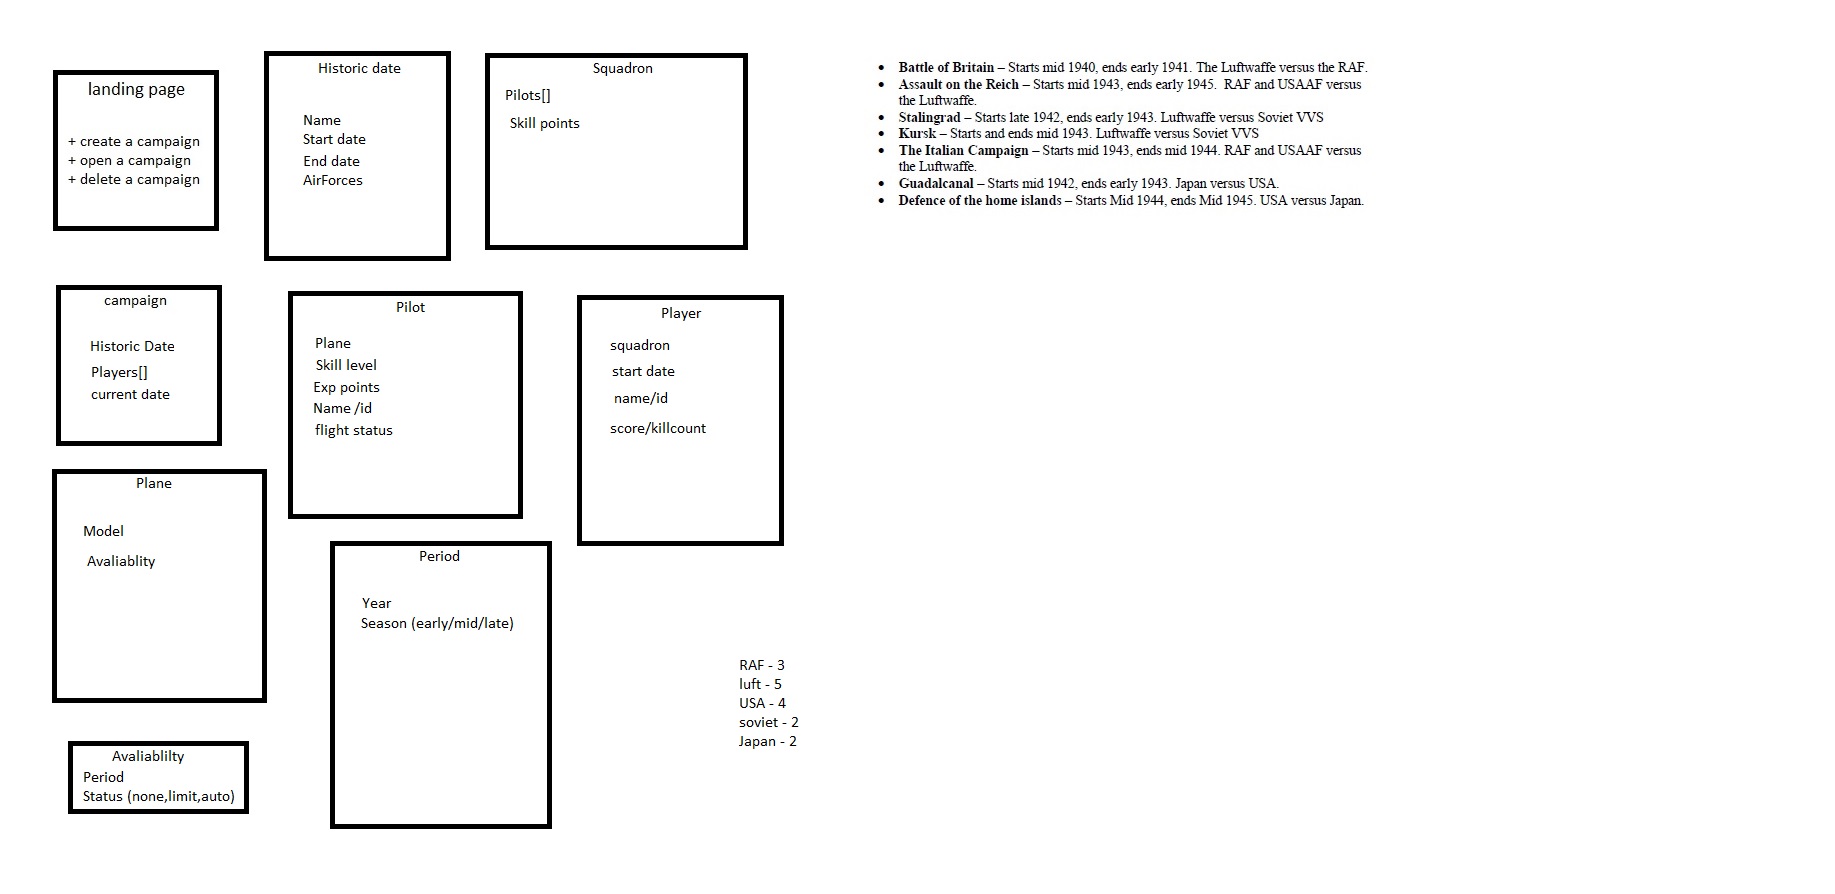 landing page
+ create a campaign
+ open a campaign
+ delete a campaign
Historic date
Name
Start date
End date
AirForces
Squadron
Pilots[]
Skill points
• Battle of Britain – Starts mid 1940, ends early 1941. The Luftwaffe versus the RAF.
• Assault on the Reich – Starts mid 1943, ends early 1945. RAF and USAAF versus
the Luftwaffe.
• Stalingrad – Starts late 1942, ends early 1943. Luftwaffe versus Soviet VVS
• Kursk – Starts and ends mid 1943. Luftwaffe versus Soviet VVS
• The Italian Campaign – Starts mid 1943, ends mid 1944. RAF and USAAF versus
the Luftwaffe.
• Guadalcanal – Starts mid 1942, ends early 1943. Japan versus USA.
• Defence of the home islands – Starts Mid 1944, ends Mid 1945. USA versus Japan.
campaign
Historic Date
Players[]
current date
Pilot
Plane
Skill level
Exp points
Name /id
flight status
Player
squadron
start date
name/id
score/killcount
Plane
Model
Avaliablity
Period
Year
Season (early/mid/late)
RAF - 3
luft - 5
USA - 4
soviet - 2
Japan - 2
Avaliablilty
Period
Status (none,limit,auto)